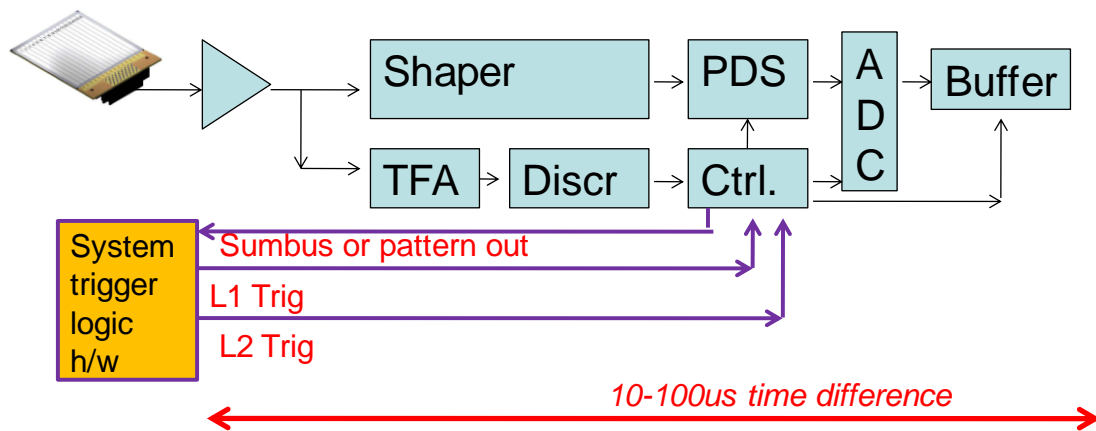 Shaper
PDS
A
D
C
Buffer
TFA
Discr
Ctrl.
System
trigger
logic
h/w
Sumbus or pattern out
L1 Trig
L2 Trig
10-100us time difference